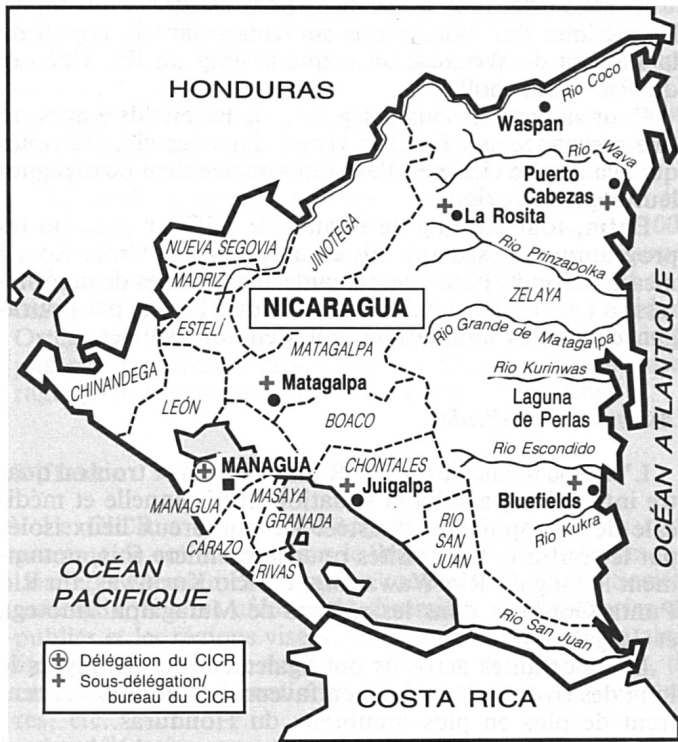 HONDURAS
Rio Coco
Waspan
Rio Wava
Puerto
Cabezas
La Rosita
NUEVA SEGOVIA
JINOTEGA
Rio Prinzapolka
MADRIZ
NICARAGUA
ZELAYA
ESTELÍ
Rio Grande de Matagalpa
MATAGALPA
CHINANDEGA
Rio Kurinwas
Matagalpa
LEÓN
Laguna
de Perlas
BOACO
OCÉAN ATLANTIQUE
Rio Escondido
MANAGUA
CHONTALES
Juigalpa
MASAYA
Bluefields
MANAGUA
GRANADA
RIO
SAN
JUAN
Rio Kukra
CARAZO
RIVAS
OCÉAN
PACIFIQUE
Rio San Juan
Délégation du CICR
Sous-délégation/
bureau du CICR
COSTA RICA